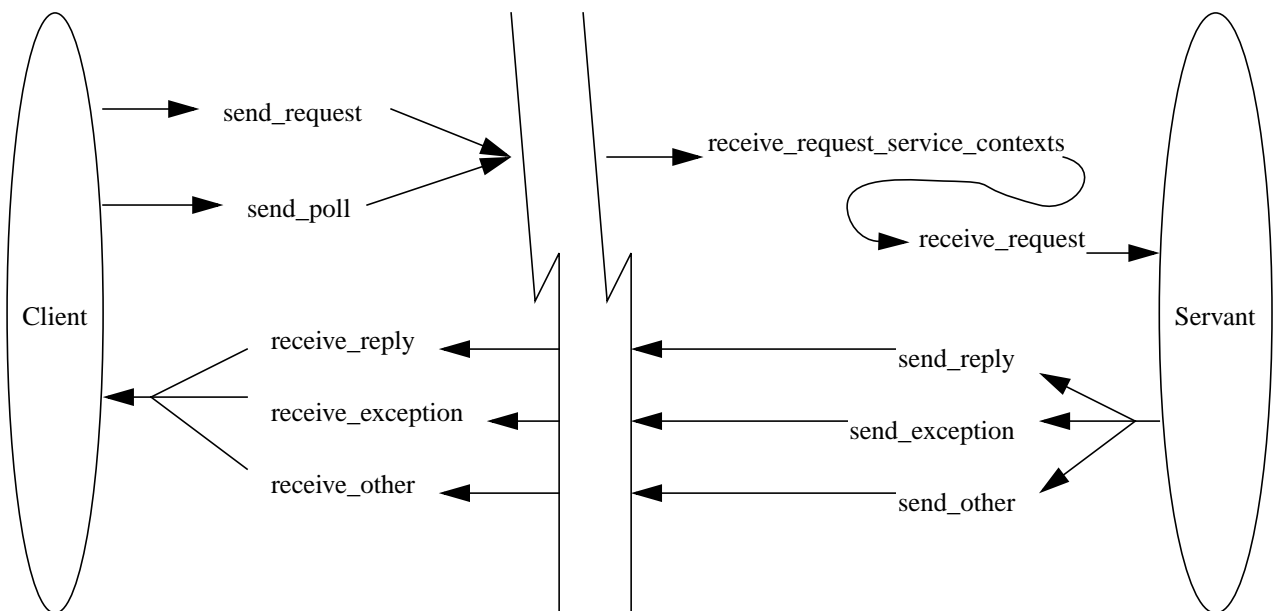 send_request
receive_request_service_contexts
send_poll
receive_request
Client
Servant
receive_reply
send_reply
receive_exception
send_exception
receive_other
send_other